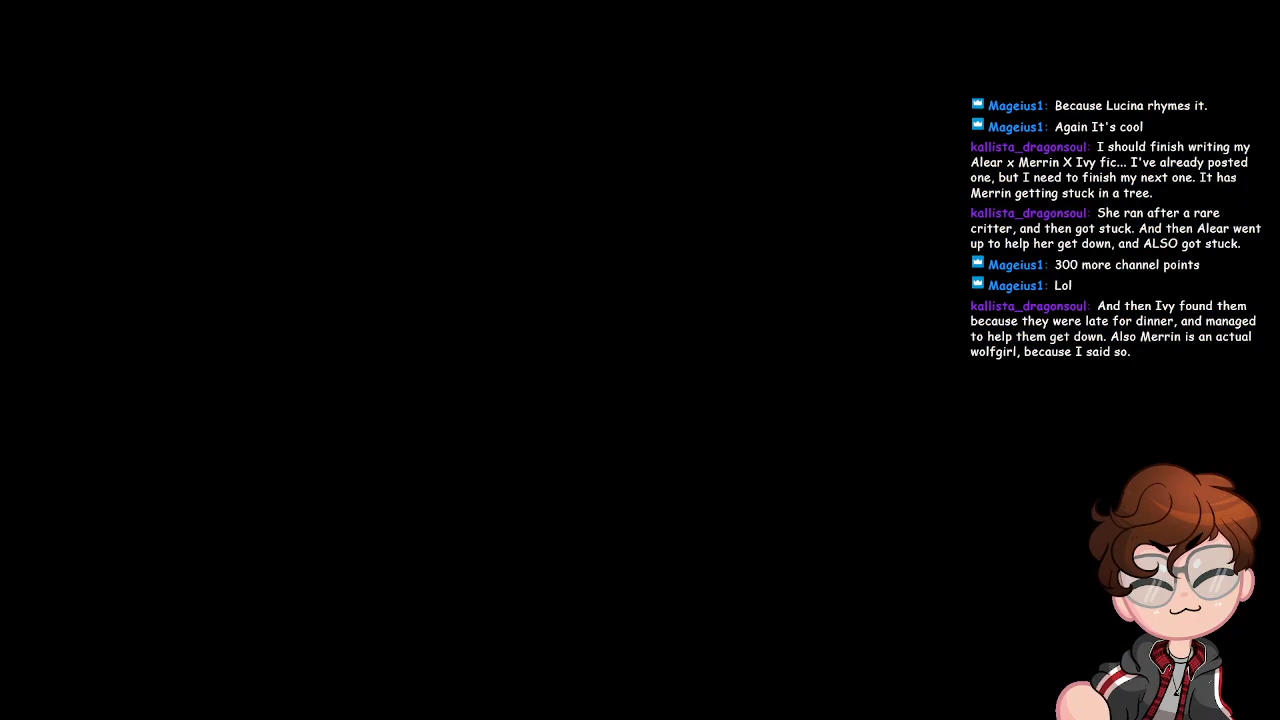 Mageius1: Because Lucina rhymes it.
Mageius1: Again It's cool
kallista_dragonsoul: I should finish writing my
Alear x Merrin X Ivy fic... I've already posted
one, but I need to finish my next one. It has
Merrin getting stuck in a tree.
kallista_dragonsoul: She ran after a rare
critter, and then got stuck. And then Alear went
up to help her get down, and ALSO got stuck.
Mageius1: 300 more channel points
Mageius1: Lol
kallista_dragonsoul: And then Ivy found them
because they were late for dinner, and managed
to help them get down. Also Merrin is an actual
wolfgirl, because I said so.